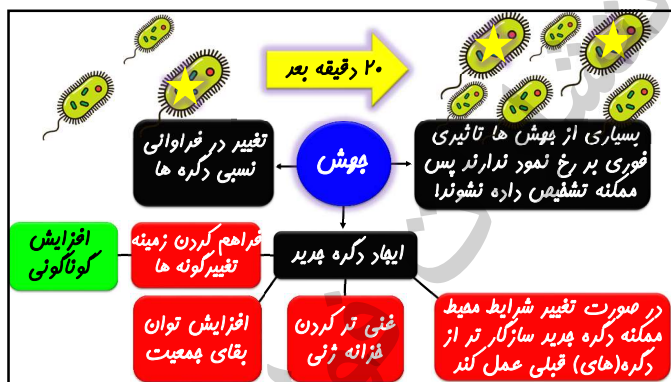 ۲۰ دقیقه بعد
تغییر در فراوانی
نسبی دگره ها
جهش
بسیاری از جهش ها تاثیری
فوری بر رخ نمود ندارند پس
ممکنه تشخیص داده نشوند!
افزایش
گوناگونی
فراهم کردن زمینه
تغییرگونه ها
ایجاد دگره جدید
افزایش توان
بقای جمعیت
غنی تر کردن
خزانه ژنی
در صورت تغییر شرایط محیط
ممکنه دگره جدید سازگار تر از
دگره(های) قبلی عمل کند